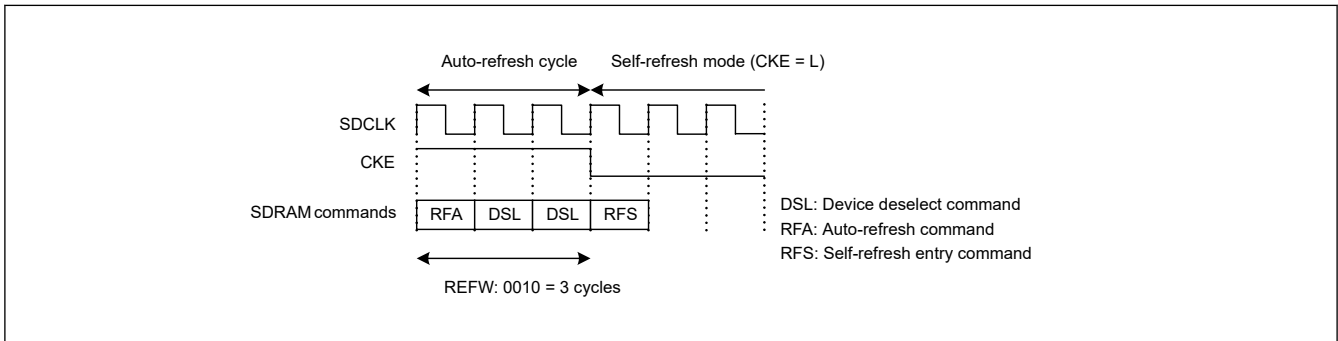 Auto-refresh cycle Self-refresh mode (CKE = L)
SDCLK
CKE
SDRAM commands RFA DSL DSL RFS
DSL: Device deselect command
RFA: Auto-refresh command
RFS: Self-refresh entry command
REFW: 0010 = 3 cycles